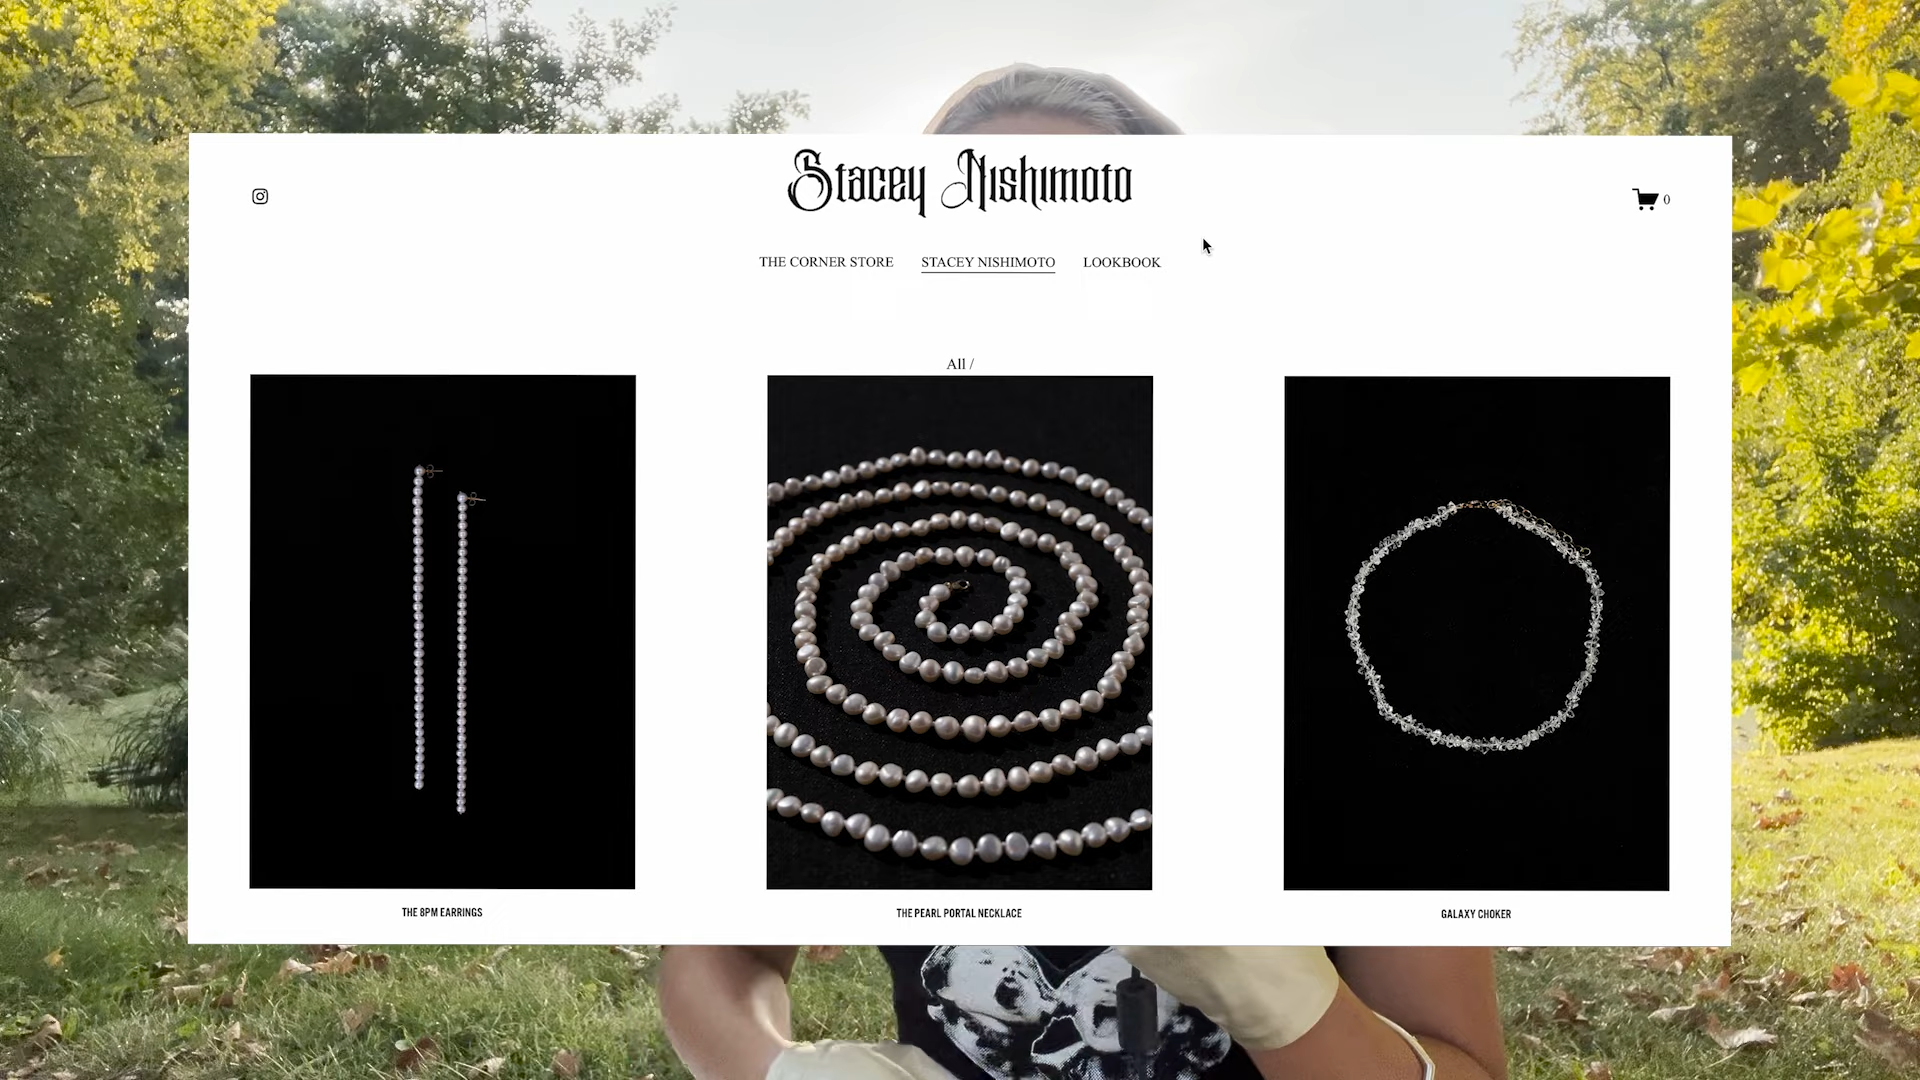 Stacey Nishimoto
0
THE CORNER STORE STACEY NISHIMOTO LOOKBOOK
All /
THE 8PM EARRINGS
THE PEARL PORTAL NECKLACE
GALAXY CHOKER